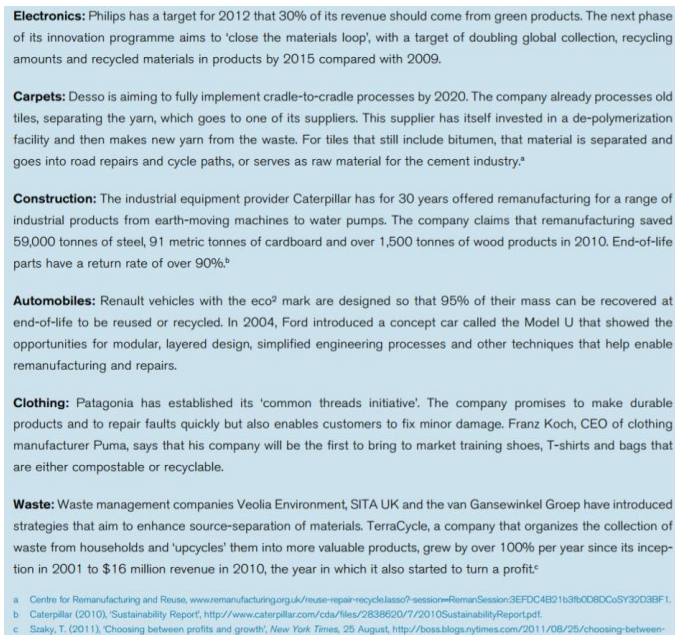 Electronics: Philips has a target for 2012 that 30% of its revenue should come from green products. The next phase
of its innovation programme aims to ‘close the materials loop’, with a target of doubling global collection, recycling
amounts and recycled materials in products by 2015 compared with 2009.
Carpets: Desso is aiming to fully implement cradle-to-cradle processes by 2020. The company already processes old
tiles, separating the yarn, which goes to one of its suppliers. This supplier has itself invested in a de-polymerization
facility and then makes new yarn from the waste. For tiles that still include bitumen, that material is separated and
goes into road repairs and cycle paths, or serves as raw material for the cement industry.ᵃ
Construction: The industrial equipment provider Caterpillar has for 30 years offered remanufacturing for a range of
industrial products from earth-moving machines to water pumps. The company claims that remanufacturing saved
59,000 tonnes of steel, 91 metric tonnes of cardboard and over 1,500 tonnes of wood products in 2010. End-of-life
parts have a return rate of over 90%.ᵇ
Automobiles: Renault vehicles with the eco² mark are designed so that 95% of their mass can be recovered at
end-of-life to be reused or recycled. In 2004, Ford introduced a concept car called the Model U that showed the
opportunities for modular, layered design, simplified engineering processes and other techniques that help enable
remanufacturing and repairs.
Clothing: Patagonia has established its ‘common threads initiative’. The company promises to make durable
products and to repair faults quickly but also enables customers to fix minor damage. Franz Koch, CEO of clothing
manufacturer Puma, says that his company will be the first to bring to market training shoes, T-shirts and bags that
are either compostable or recyclable.
Waste: Waste management companies Veolia Environment, SITA UK and the van Gansewinkel Groep have introduced
strategies that aim to enhance source-separation of materials. TerraCycle, a company that organizes the collection of
waste from households and ‘upcycles’ them into more valuable products, grew by over 100% per year since its incep-
tion in 2001 to $16 million revenue in 2010, the year in which it also started to turn a profit.ᶜ
a Centre for Remanufacturing and Reuse, www.remanufacturing.org.uk/reuse-repair-recycle.lasso?-session=RemanSession:3EFDC4B21b3fb0D8DCoSY32D3BF1.
b Caterpillar (2010), ‘Sustainability Report’, http://www.caterpillar.com/cda/files/2838620/7/2010SustainabilityReport.pdf.
c Szaky, T. (2011), ‘Choosing between profits and growth’, New York Times, 25 August, http://boss.blogs.nytimes.com/2011/08/25/choosing-between-